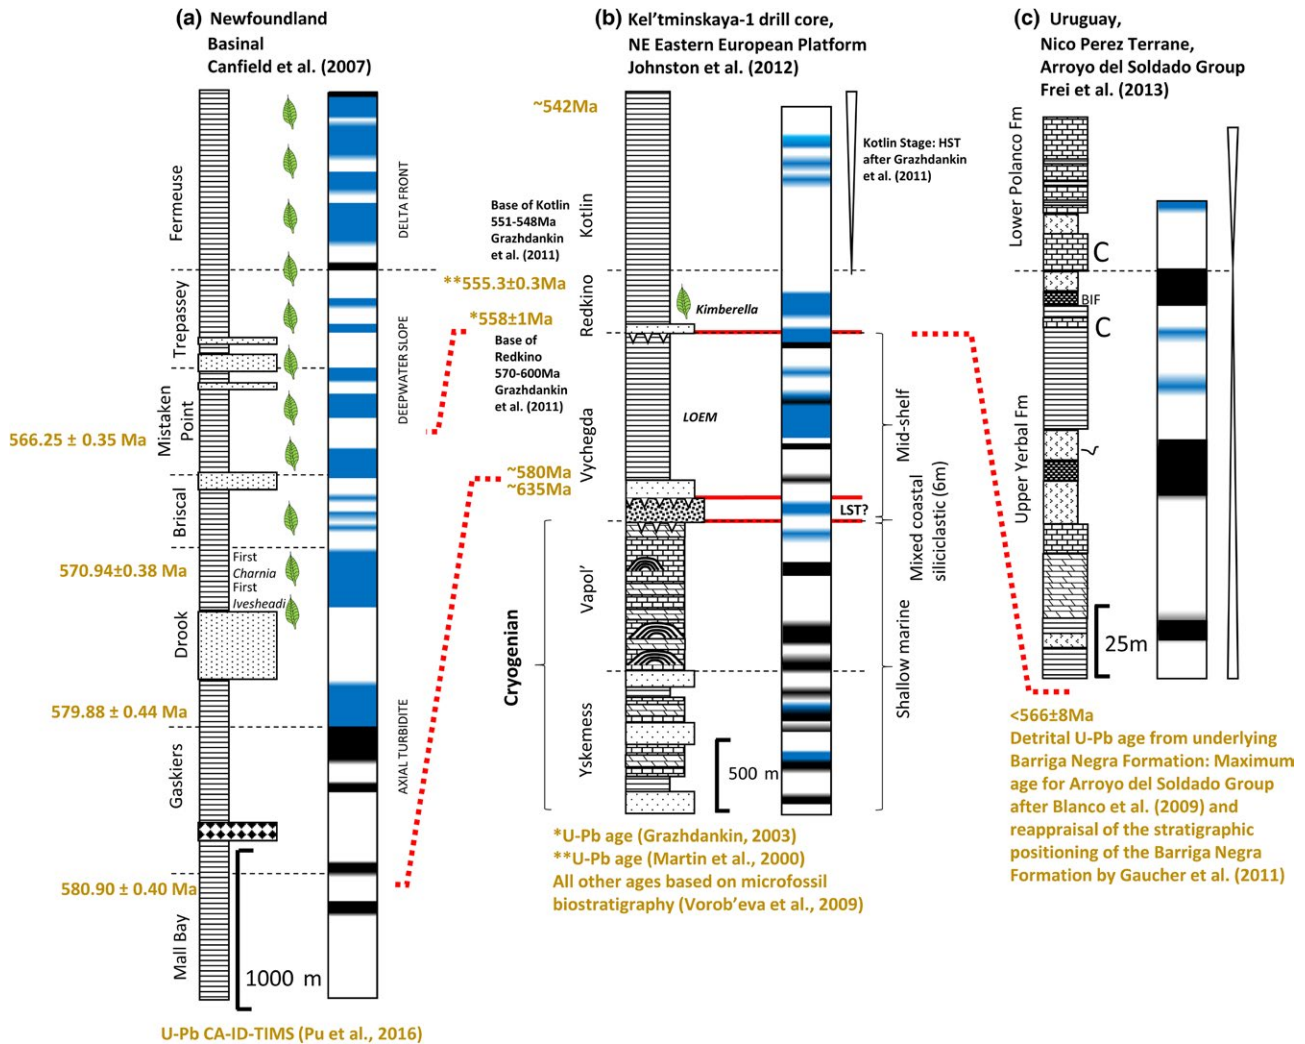 (a) Newfoundland
Basinal
Canfield et al. (2007)
Fermeuse
Trepassey
Mistaken
Point
Briscal
Drook
Gaskiers
Mall Bay
566.25 ± 0.35 Ma
570.94±0.38 Ma
579.88 ± 0.44 Ma
580.90 ± 0.40 Ma
First
Charnia
First
Ivesheadi
DELTA FRONT
DEEPWATER SLOPE
AXIAL TURBIDITE
1000 m
U-Pb CA-ID-TIMS (Pu et al., 2016)
(b) Kel'tminskaya-1 drill core,
NE Eastern European Platform
Johnston et al. (2012)
~542Ma
Base of Kotlin
551-548Ma
Grazhdankin
et al. (2011)
**555.3±0.3Ma
*558±1Ma
Base of
Redkino
570-600Ma
Grazhdankin
et al. (2011)
~580Ma
~635Ma
Kotlin
Redkino
Vychegda
Vapol'
Yskemess
Cryogenian
Kimberella
LOEM
LST?
Kotlin Stage: HST
after Grazhdankin
et al. (2011)
Mid-shelf
Mixed coastal
siliciclastic (6m)
Shallow marine
500 m
*U-Pb age (Grazhdankin, 2003)
**U-Pb age (Martin et al., 2000)
All other ages based on microfossil
biostratigraphy (Vorob'eva et al., 2009)
(c) Uruguay,
Nico Perez Terrane,
Arroyo del Soldado Group
Frei et al. (2013)
Lower Polanco Fm
Upper Yerbal Fm
C
BIF
C
25m
<566±8Ma
Detrital U-Pb age from underlying
Barriga Negra Formation: Maximum
age for Arroyo del Soldado Group
after Blanco et al. (2009) and
reappraisal of the stratigraphic
positioning of the Barriga Negra
Formation by Gaucher et al. (2011)